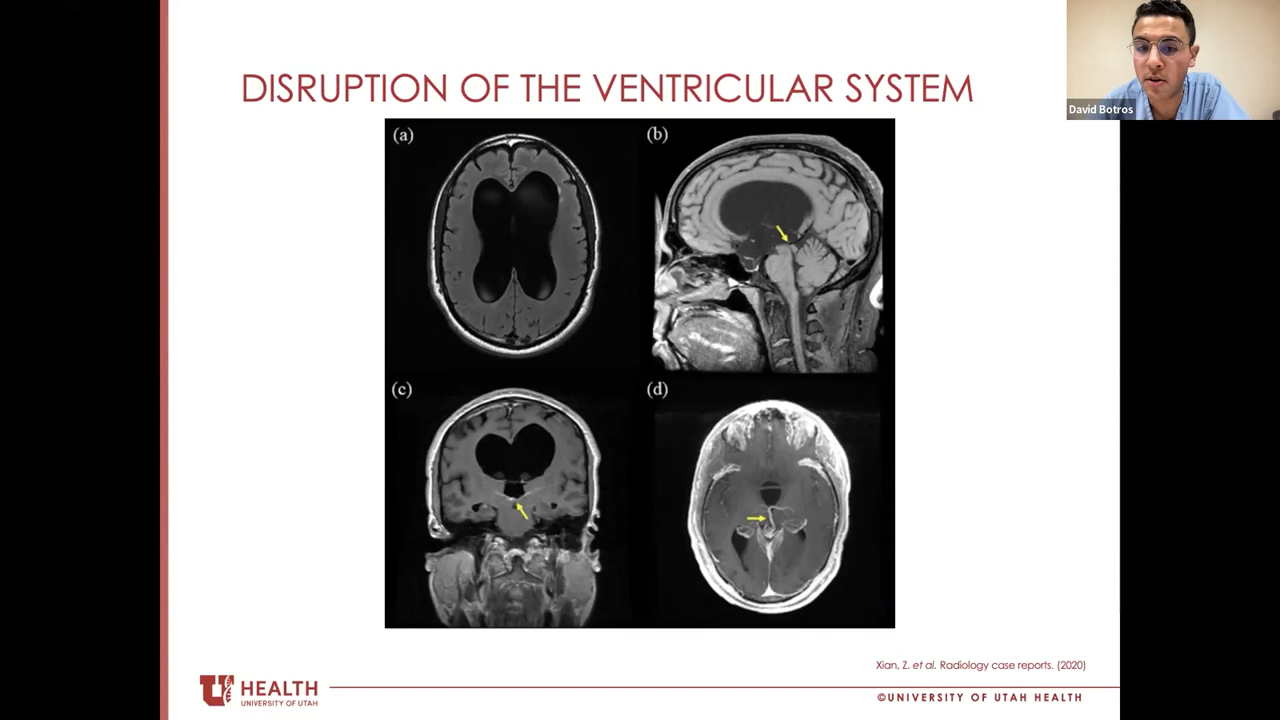 David Botros
DISRUPTION OF THE VENTRICULAR SYSTEM
(a)
(b)
(c)
(d)
Xian, Z. et al. Radiology case reports. (2020)
U HEALTH
UNIVERSITY OF UTAH
©UNIVERSITY OF UTAH HEALTH